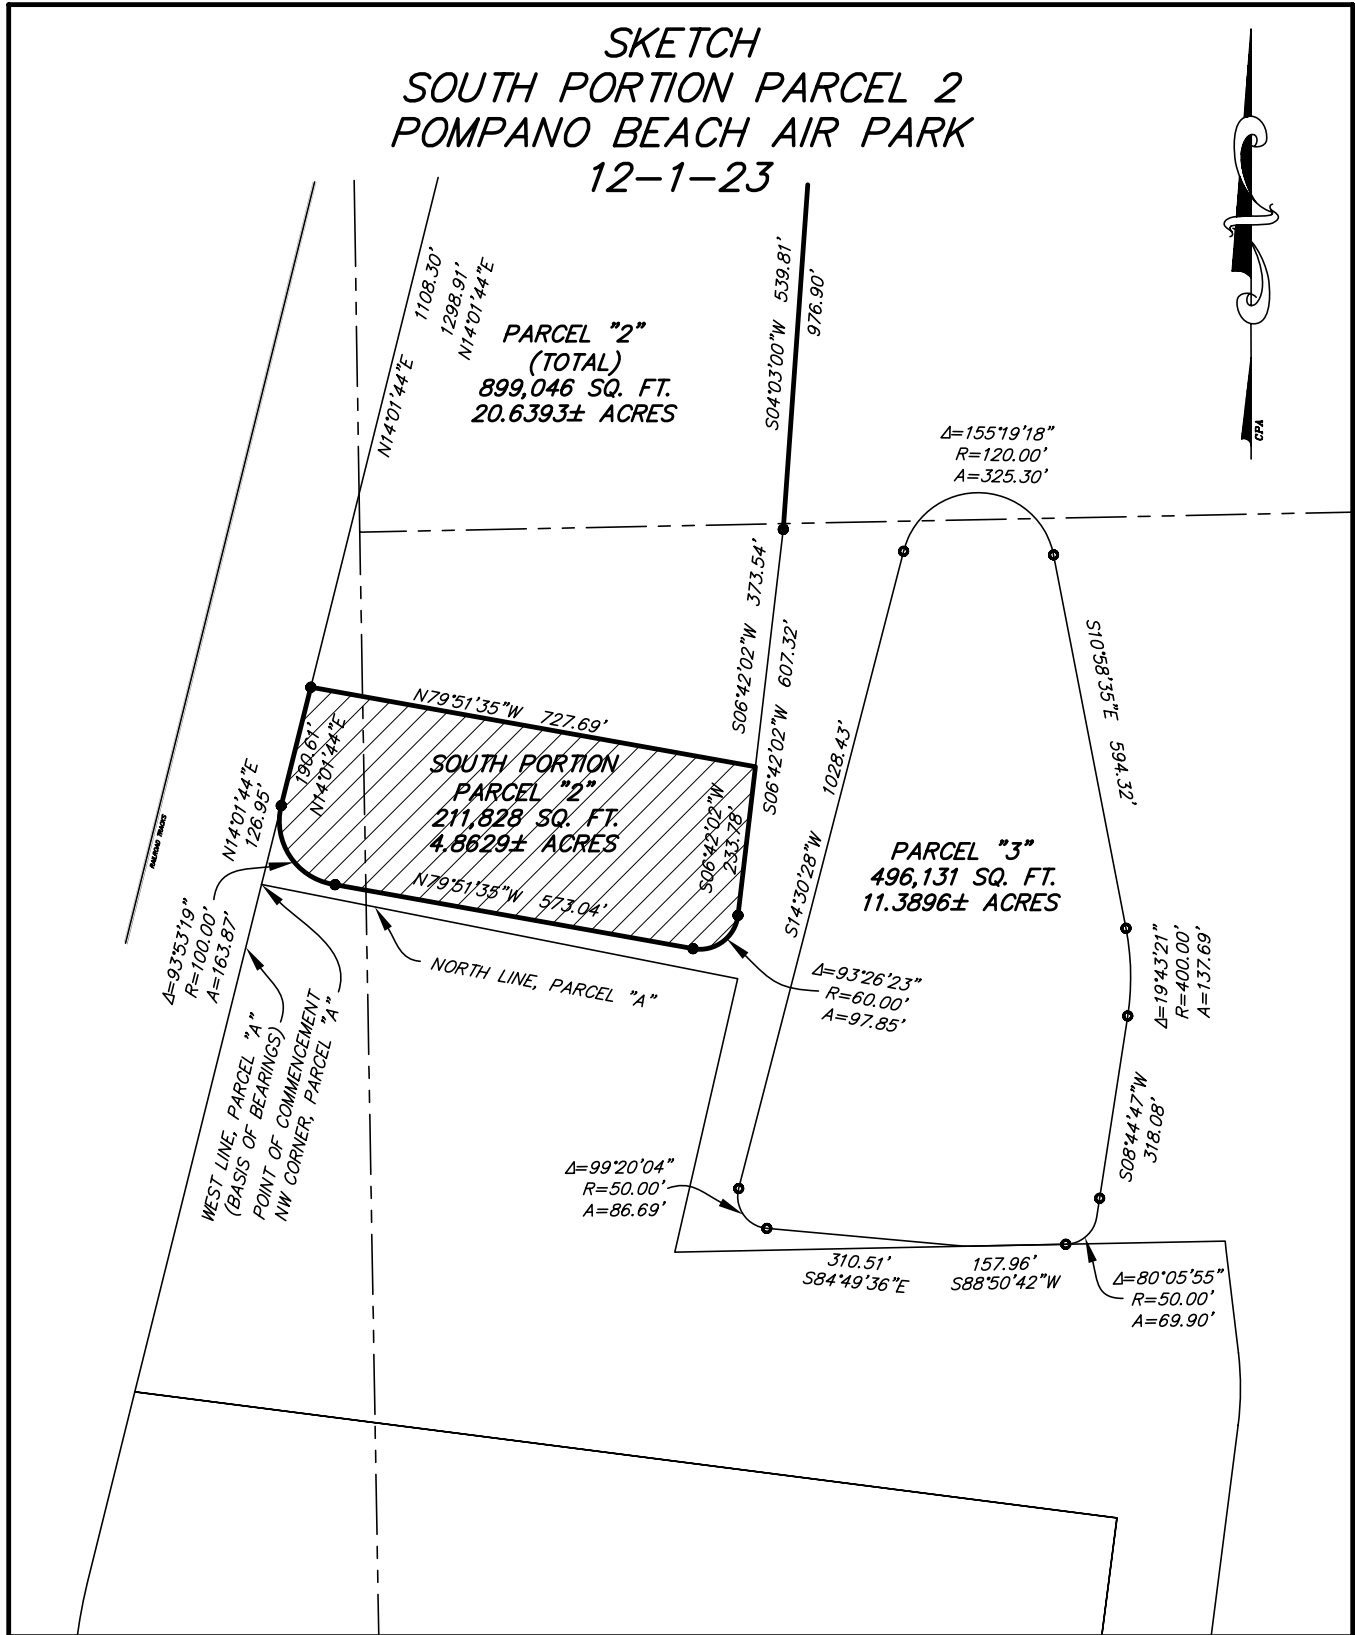 SKETCH
SOUTH PORTION PARCEL 2
POMPANO BEACH AIR PARK
12-1-23
N14°01'44"E 1108.30'
1298.91'
N14°01'44"E
PARCEL "2"
(TOTAL)
899,046 SQ. FT.
20.6393± ACRES
S04°03'00"W 539.81'
976.90'
CPA
Δ=155°19'18"
R=120.00'
A=325.30'
S06°42'02"W 373.54'
S06°42'02"W 607.32'
S10°58'35"E 594.32'
S14°30'28"W 1028.43'
N79°51'35"W 727.69'
190.61'
N14°01'44"E
SOUTH PORTION
PARCEL "2"
211,828 SQ. FT.
4.8629± ACRES
S06°42'02"W
233.78'
N79°51'35"W 573.04'
N14°01'44"E
126.95'
RAILROAD TRACKS
PARCEL "3"
496,131 SQ. FT.
11.3896± ACRES
Δ=93°53'19"
R=100.00'
A=163.87'
NORTH LINE, PARCEL "A"
Δ=93°26'23"
R=60.00'
A=97.85'
Δ=19°43'21"
R=400.00'
A=137.69'
WEST LINE, PARCEL "A"
(BASIS OF BEARINGS)
POINT OF COMMENCEMENT
NW CORNER, PARCEL "A"
S08°44'47"W
318.08'
Δ=99°20'04"
R=50.00'
A=86.69'
310.51'
S84°49'36"E
157.96'
S88°50'42"W
Δ=80°05'55"
R=50.00'
A=69.90'